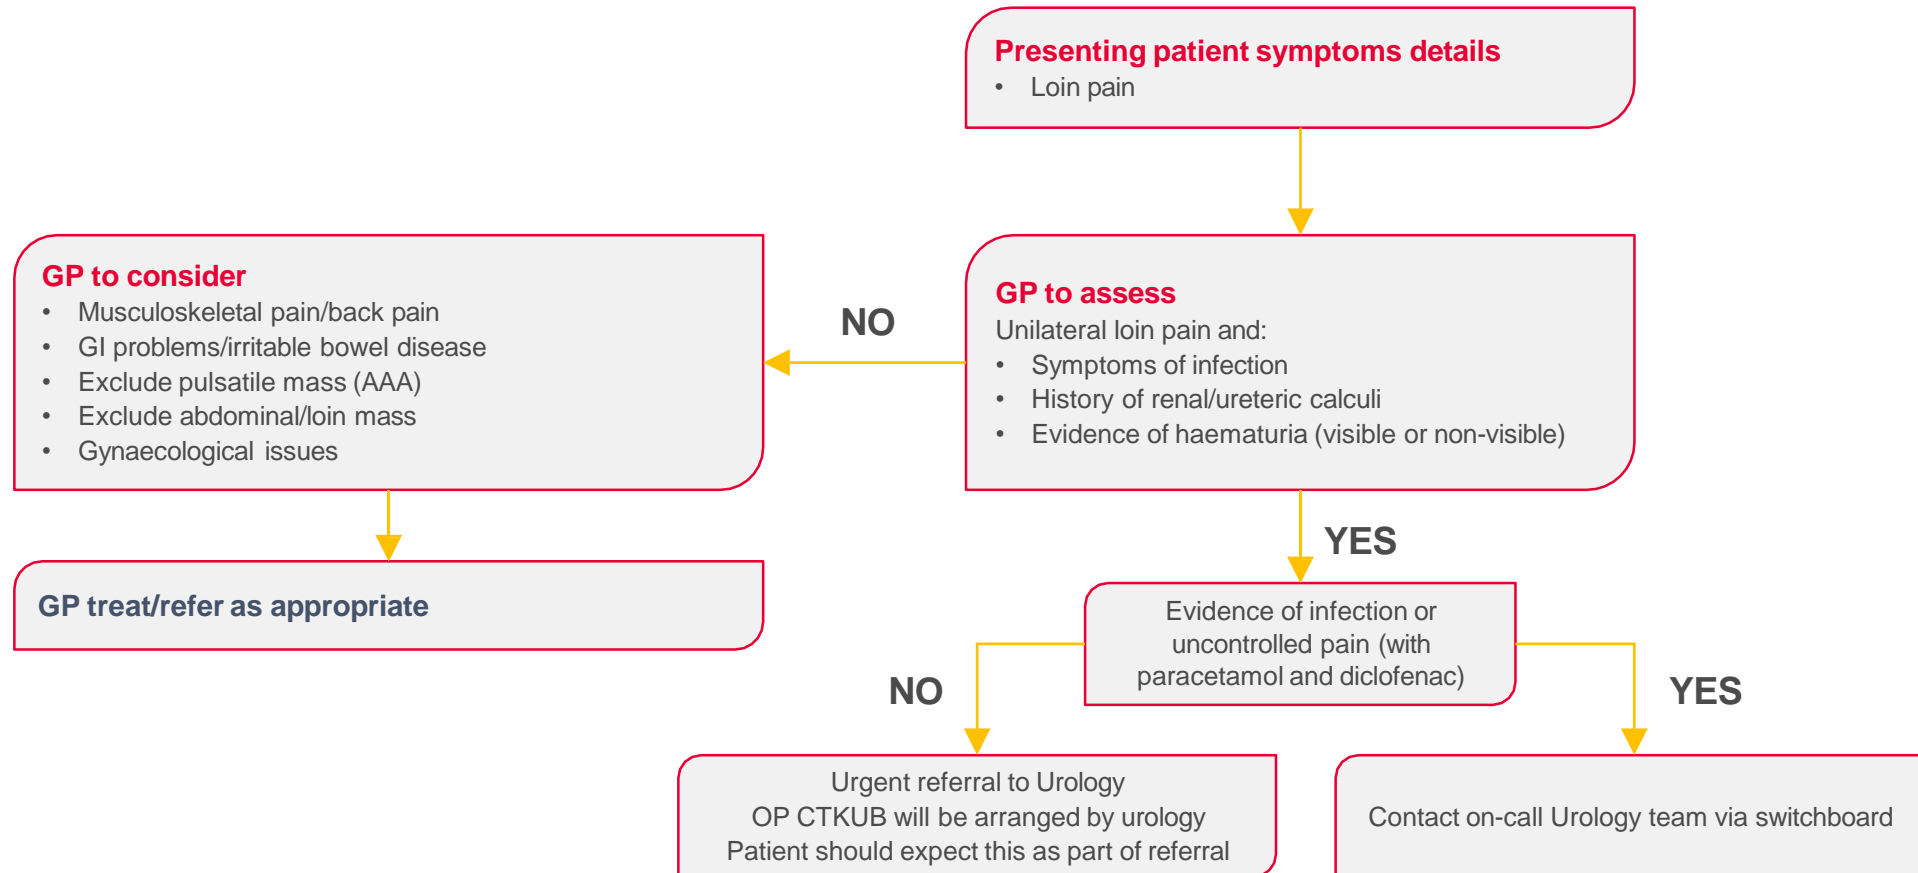 Presenting patient symptoms details
• Loin pain
GP to assess
Unilateral loin pain and:
• Symptoms of infection
• History of renal/ureteric calculi
• Evidence of haematuria (visible or non-visible)
NO
GP to consider
• Musculoskeletal pain/back pain
• GI problems/irritable bowel disease
• Exclude pulsatile mass (AAA)
• Exclude abdominal/loin mass
• Gynaecological issues
GP treat/refer as appropriate
YES
Evidence of infection or
uncontrolled pain (with
paracetamol and diclofenac)
NO
YES
Urgent referral to Urology
OP CTKUB will be arranged by urology
Patient should expect this as part of referral
Contact on-call Urology team via switchboard